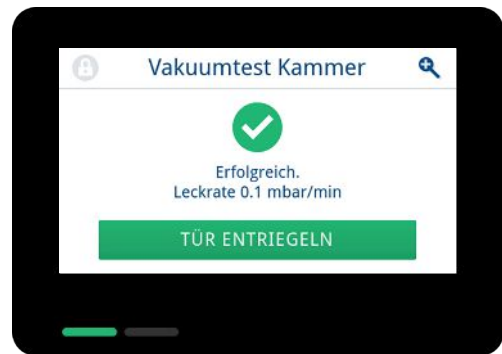 Vakuumtest Kammer
Erfolgreich.
Leckrate 0.1 mbar/min
TÜR ENTRIEGELN